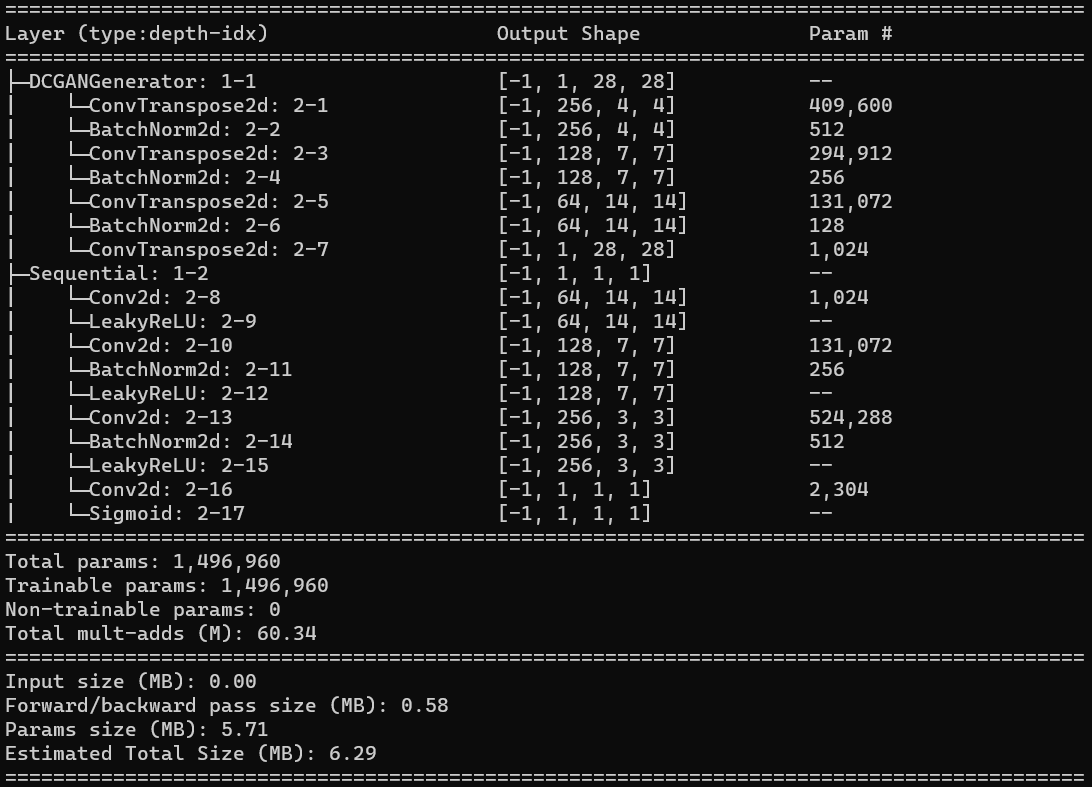 ==========================================================================================
Layer (type:depth-idx)                   Output Shape              Param #
==========================================================================================
├─DCGANGenerator: 1-1                    [-1, 1, 28, 28]           --
|    └─ConvTranspose2d: 2-1              [-1, 256, 4, 4]           409,600
|    └─BatchNorm2d: 2-2                  [-1, 256, 4, 4]           512
|    └─ConvTranspose2d: 2-3              [-1, 128, 7, 7]           294,912
|    └─BatchNorm2d: 2-4                  [-1, 128, 7, 7]           256
|    └─ConvTranspose2d: 2-5              [-1, 64, 14, 14]          131,072
|    └─BatchNorm2d: 2-6                  [-1, 64, 14, 14]          128
|    └─ConvTranspose2d: 2-7              [-1, 1, 28, 28]           1,024
├─Sequential: 1-2                        [-1, 1, 1, 1]             --
|    └─Conv2d: 2-8                       [-1, 64, 14, 14]          1,024
|    └─LeakyReLU: 2-9                    [-1, 64, 14, 14]          --
|    └─Conv2d: 2-10                      [-1, 128, 7, 7]           131,072
|    └─BatchNorm2d: 2-11                 [-1, 128, 7, 7]           256
|    └─LeakyReLU: 2-12                   [-1, 128, 7, 7]           --
|    └─Conv2d: 2-13                      [-1, 256, 3, 3]           524,288
|    └─BatchNorm2d: 2-14                 [-1, 256, 3, 3]           512
|    └─LeakyReLU: 2-15                   [-1, 256, 3, 3]           --
|    └─Conv2d: 2-16                      [-1, 1, 1, 1]             2,304
|    └─Sigmoid: 2-17                     [-1, 1, 1, 1]             --
==========================================================================================
Total params: 1,496,960
Trainable params: 1,496,960
Non-trainable params: 0
Total mult-adds (M): 60.34
==========================================================================================
Input size (MB): 0.00
Forward/backward pass size (MB): 0.58
Params size (MB): 5.71
Estimated Total Size (MB): 6.29
==========================================================================================